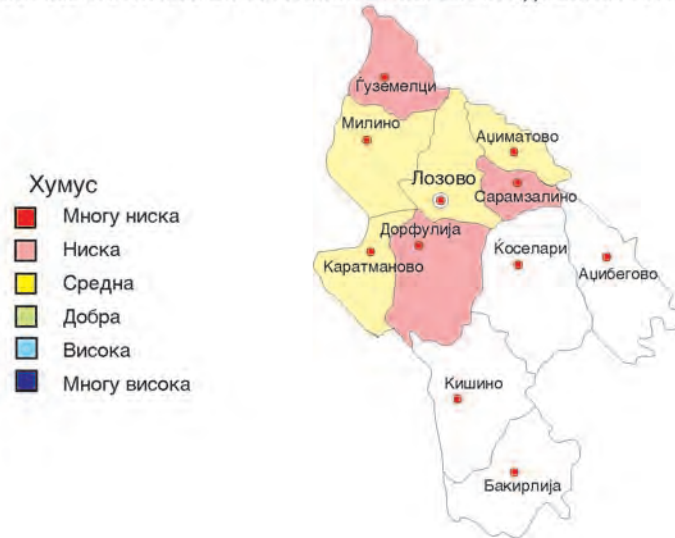 Ѓуземелци
Милино
Аџиматово
Лозово
Сарамзалино
Хумус
Многу ниска
Ниска
Средна
Добра
Висока
Многу висока
Дорфулија
Ќоселари
Каратманово
Аџибегово
Кишино
Бакирлија